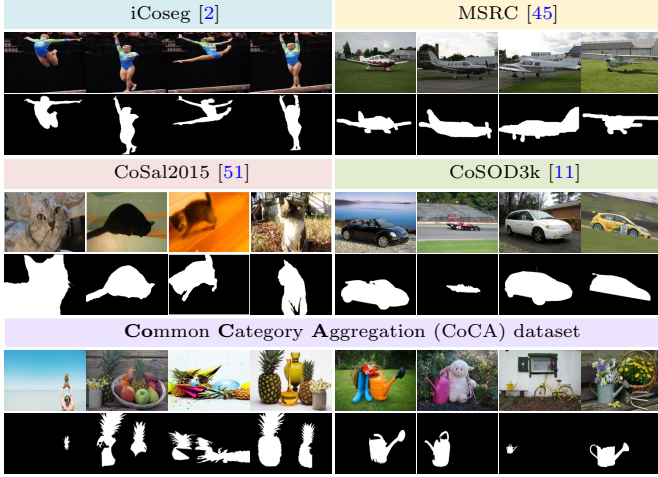 iCoseg [2]
MSRC [45]
CoSal2015 [51]
CoSOD3k [11]
Common Category Aggregation (CoCA) dataset